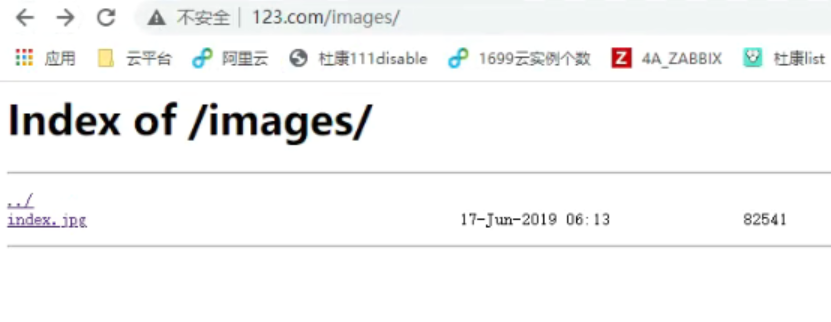 不安全 | 123.com/images/
应用 云平台 阿里云 杜康111disable 1699云实例个数 Z 4A_ZABBIX 杜康list
Index of /images/
../
index.jpg 17-Jun-2019 06:13 82541